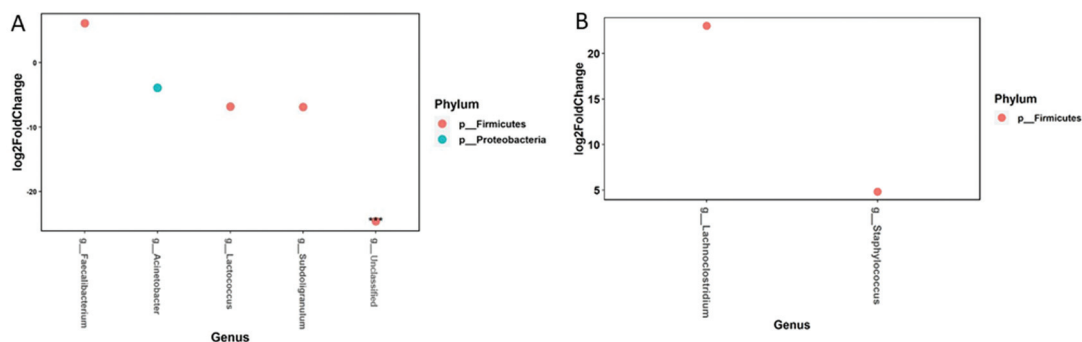 A
log2FoldChange
0
-10
-20
***
g__Faecalibacterium
g__Acinetobacter
g__Lactococcus
g__Subdoligranulum
g__Unclassified
Genus
Phylum
p__Firmicutes
p__Proteobacteria
B
log2FoldChange
20
15
10
5
g__Lachnoclostridium
g__Staphylococcus
Genus
Phylum
p__Firmicutes